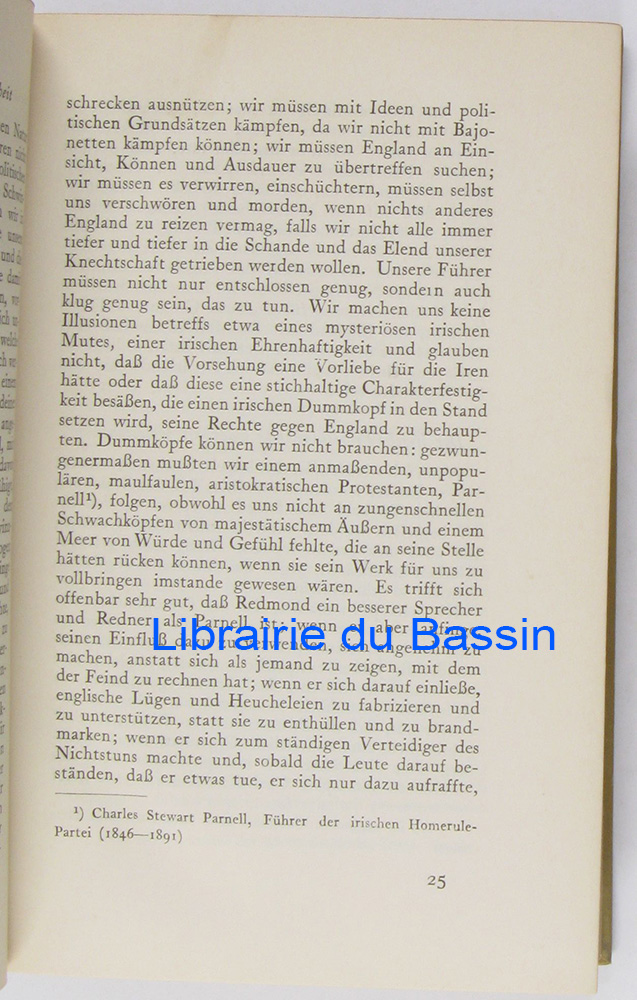 schrecken ausnützen; wir müssen mit Ideen und poli-
tischen Grundsätzen kämpfen, da wir nicht mit Bajo-
netten kämpfen können; wir müssen England an Ein-
sicht, Können und Ausdauer zu übertreffen suchen;
wir müssen es verwirren, einschüchtern, müssen selbst
uns verschwören und morden, wenn nichts anderes
England zu reizen vermag, falls wir nicht alle immer
tiefer und tiefer in die Schande und das Elend unserer
Knechtschaft getrieben werden wollen. Unsere Führer
müssen nicht nur entschlossen genug, sondern auch
klug genug sein, das zu tun. Wir machen uns keine
Illusionen betreffs etwa eines mysteriösen irischen
Mutes, einer irischen Ehrenhaftigkeit und glauben
nicht, daß die Vorsehung eine Vorliebe für die Iren
hätte oder daß diese eine stichhaltige Charakterfestig-
keit besäßen, die einen irischen Dummkopf in den Stand
setzen wird, seine Rechte gegen England zu behaup-
ten. Dummköpfe können wir nicht brauchen: gezwun-
genermaßen mußten wir einem anmaßenden, unpopu-
lären, maulfaulen, aristokratischen Protestanten, Par-
nell¹), folgen, obwohl es uns nicht an zungenschnellen
Schwachköpfen von majestätischem Äußern und einem
Meer von Würde und Gefühl fehlte, die an seine Stelle
hätten rücken können, wenn sie sein Werk für uns zu
vollbringen imstande gewesen wären. Es trifft sich
offenbar sehr gut, daß Redmond ein besserer Sprecher
und Redner als Parnell ist; wenn er aber anfinge,
seinen Einfluß dazu zu verwenden, sich angenehm zu
machen, anstatt sich als jemand zu zeigen, mit dem
der Feind zu rechnen hat; wenn er sich darauf einließe,
englische Lügen und Heucheleien zu fabrizieren und
zu unterstützen, statt sie zu enthüllen und zu brand-
marken; wenn er sich zum ständigen Verteidiger des
Nichtstuns machte und, sobald die Leute darauf be-
ständen, daß er etwas tue, er sich nur dazu aufraffte,
¹) Charles Stewart Parnell, Führer der irischen Homerule-
Partei (1846—1891)
25
Librairie du Bassin